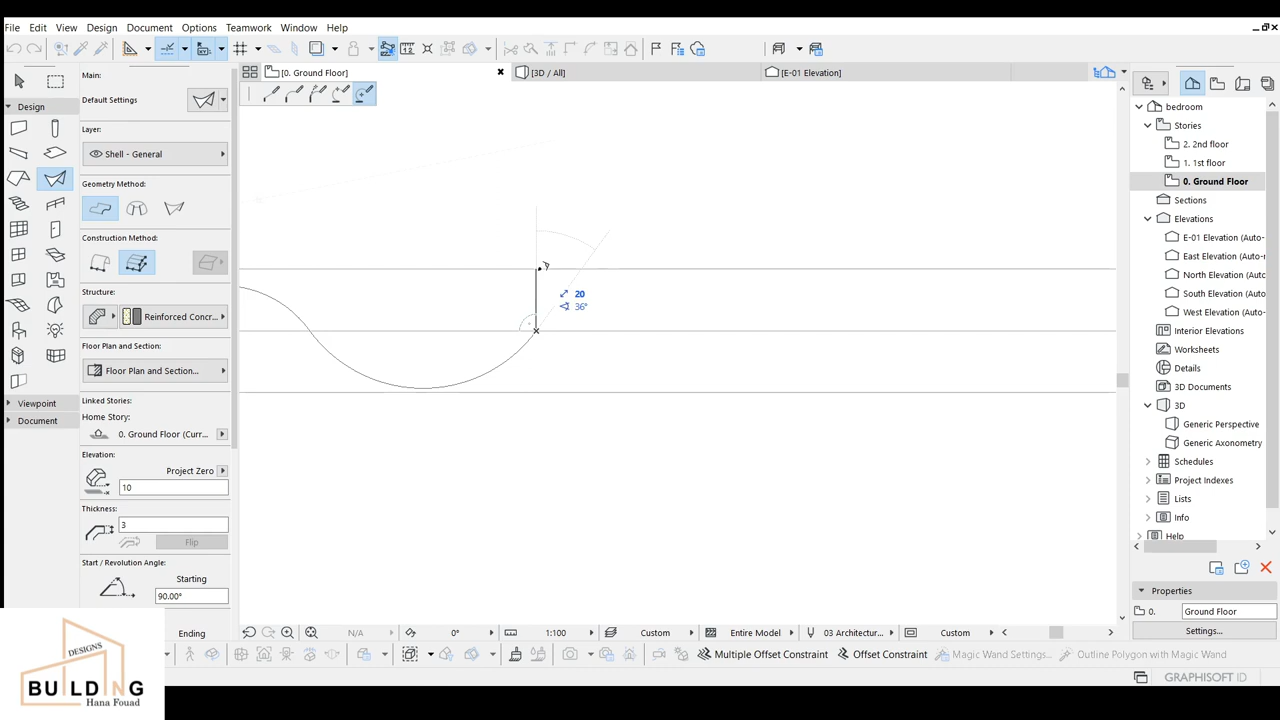 File Edit View Design Document Options Teamwork Window Help
[0. Ground Floor]
[3D / All]
[E-01 Elevation]
Main:
Default Settings
Design
Layer:
Shell - General
Geometry Method:
Construction Method:
Structure:
Reinforced Concr...
Floor Plan and Section:
Floor Plan and Section...
Linked Stories:
Home Story:
0. Ground Floor (Curr...
Elevation:
Project Zero
10
Thickness:
3
Flip
Start / Revolution Angle:
Starting
90.00°
Ending
Viewpoint
Document
20
36°
bedroom
Stories
2. 2nd floor
1. 1st floor
0. Ground Floor
Sections
Elevations
E-01 Elevation (Auto-
East Elevation (Auto-
North Elevation (Auto-
South Elevation (Auto-
West Elevation (Auto-
Interior Elevations
Worksheets
Details
3D Documents
3D
Generic Perspective
Generic Axonometry
Schedules
Project Indexes
Lists
Info
Help
Properties
0. Ground Floor
Settings...
N/A 0° 1:100 Custom Entire Model 03 Architectur... Custom
Multiple Offset Constraint Offset Constraint Magic Wand Settings... Outline Polygon with Magic Wand
GRAPHISOFT ID
DESIGNS
BUILDING
Hana Fouad